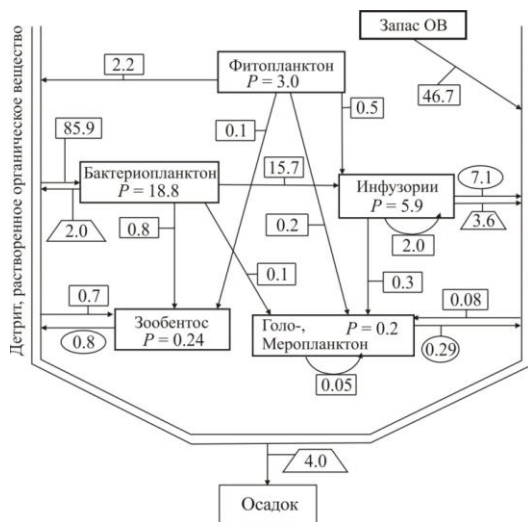 Детрит, растворенное органическое вещество
Запас ОВ
46.7
2.2
Фитопланктон
P = 3.0
0.1
0.5
85.9
Бактериопланктон
P = 18.8
15.7
Инфузории
P = 5.9
7.1
3.6
2.0
0.8
0.2
2.0
0.1
0.3
0.7
Зообентос
P = 0.24
0.8
Голо-, P = 0.2
Меропланктон
0.08
0.29
0.05
4.0
Осадок